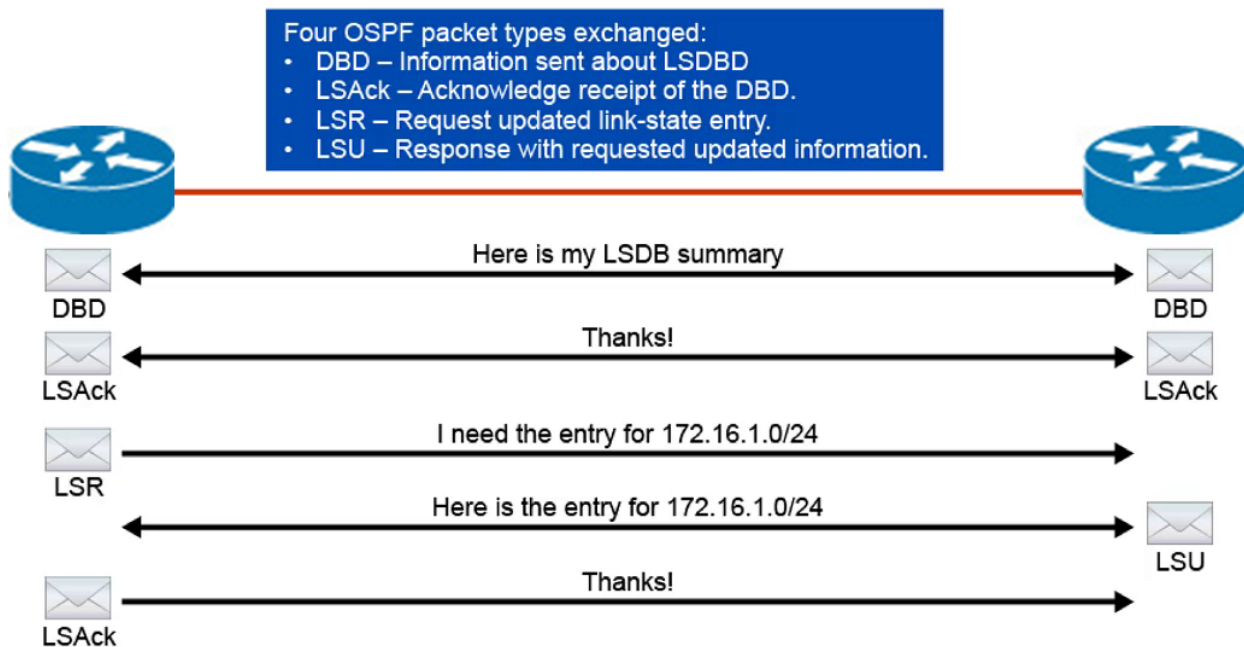 Four OSPF packet types exchanged:
• DBD – Information sent about LSDBD
• LSAck – Acknowledge receipt of the DBD.
• LSR – Request updated link-state entry.
• LSU – Response with requested updated information.
Here is my LSDB summary
DBD
DBD
Thanks!
LSAck
LSAck
I need the entry for 172.16.1.0/24
LSR
Here is the entry for 172.16.1.0/24
LSU
Thanks!
LSAck